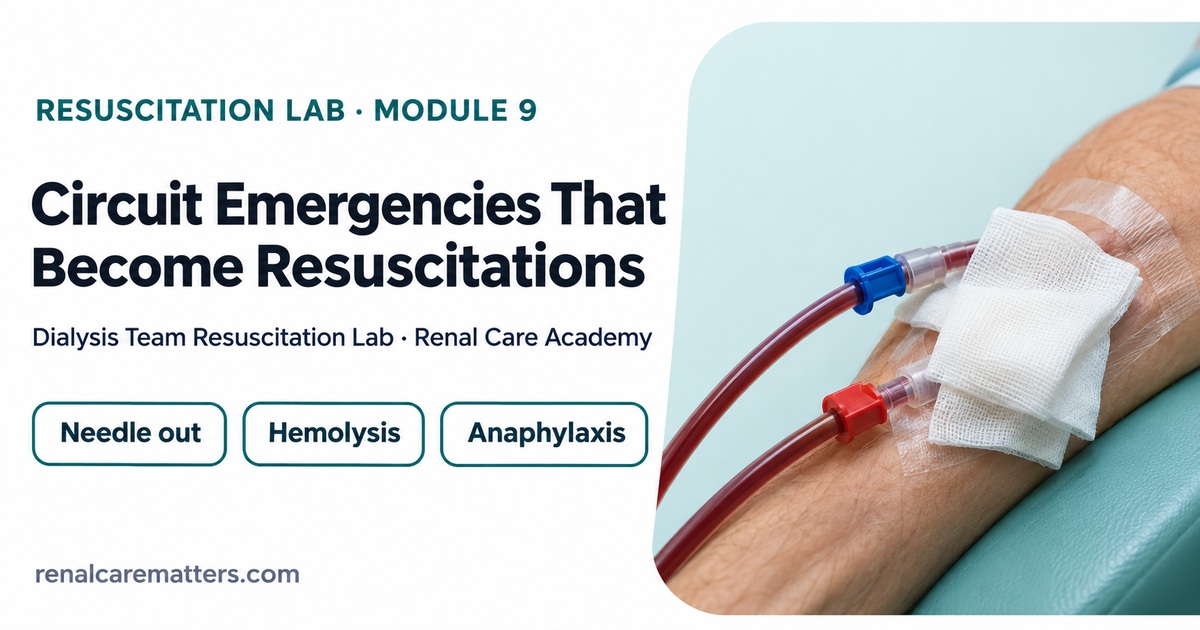 RESUSCITATION LAB · MODULE 9
Circuit Emergencies That
Become Resuscitations
Dialysis Team Resuscitation Lab · Renal Care Academy
Needle out
Hemolysis
Anaphylaxis
renalcarematters.com